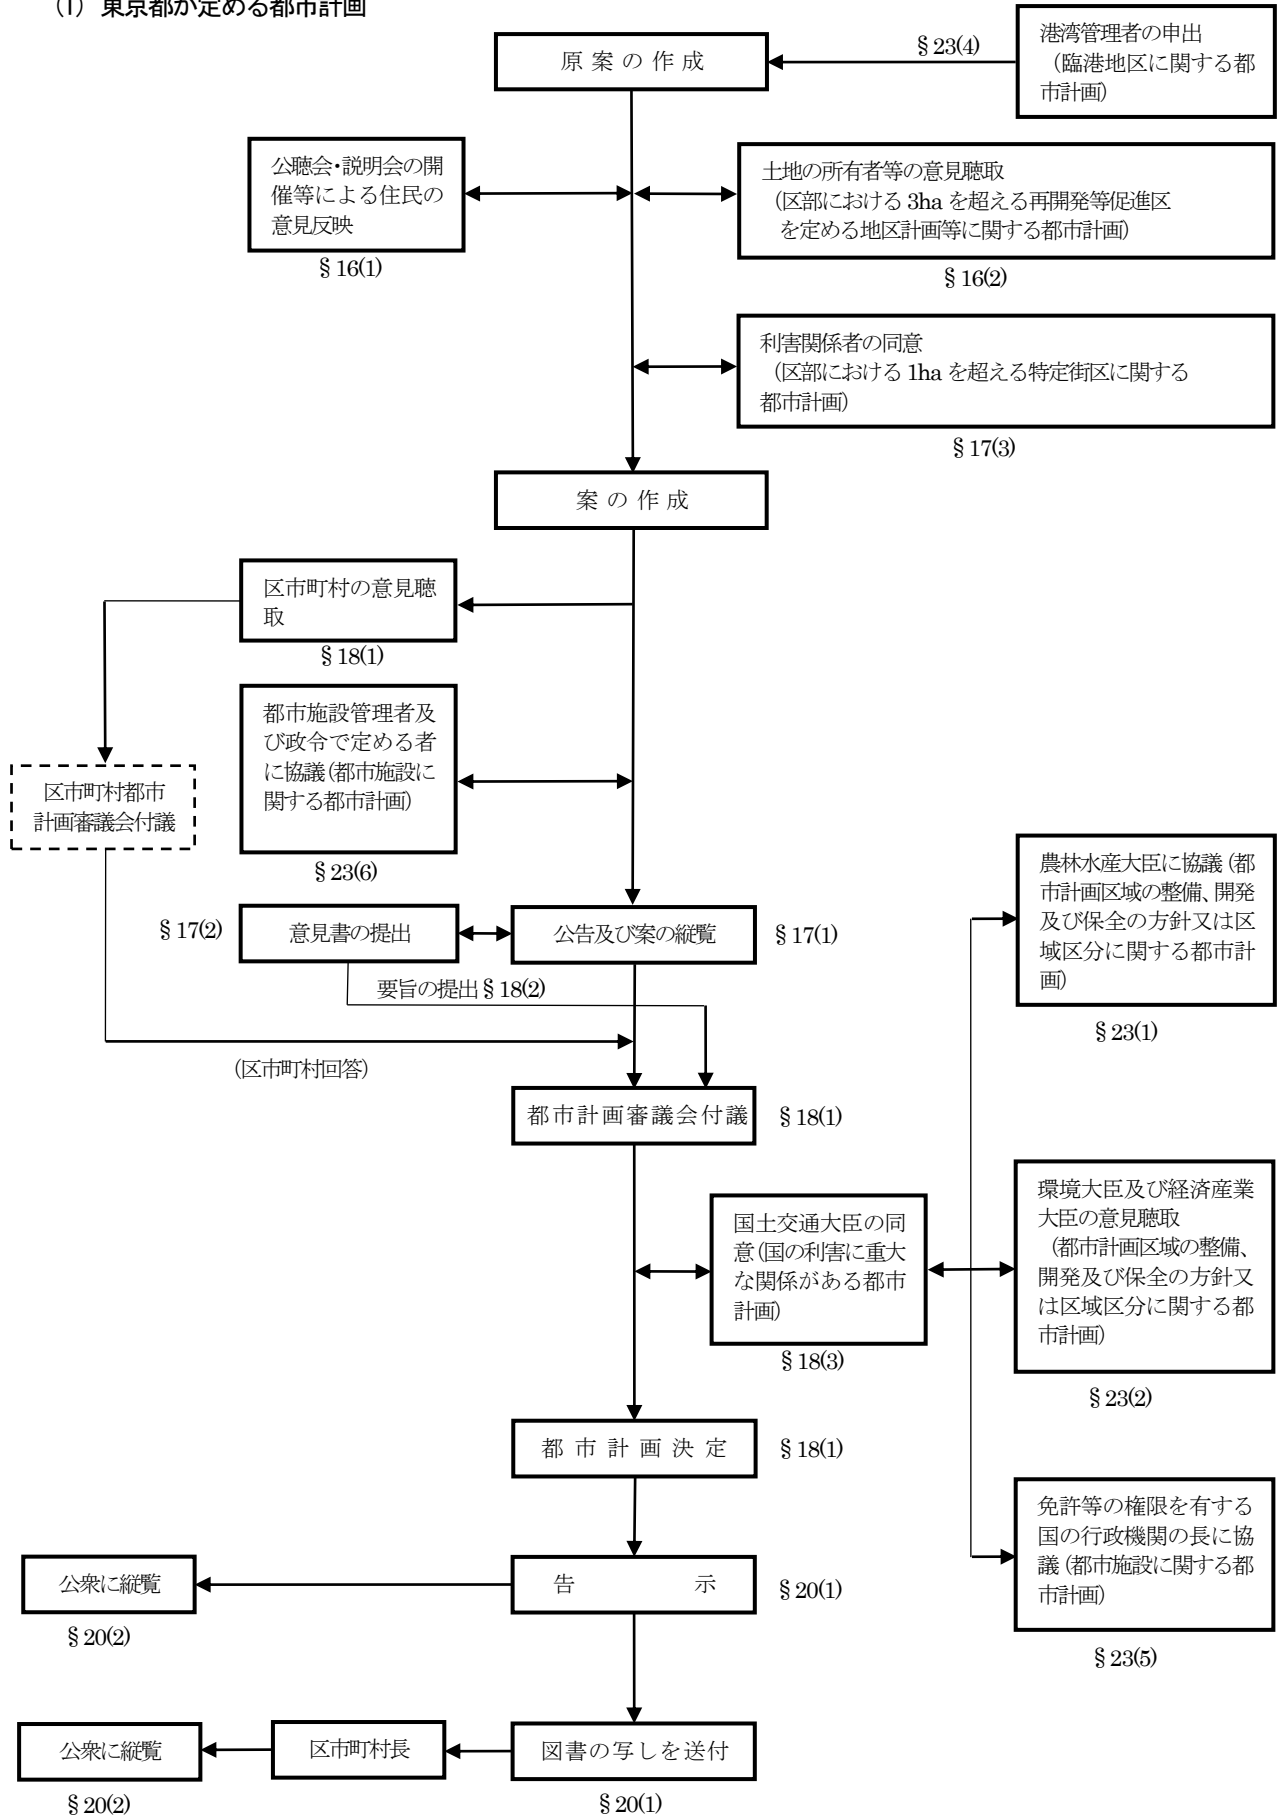 (1) 東京都が定める都市計画
原案の作成
§23(4)
港湾管理者の申出
(臨港地区に関する都
市計画)
公聴会・説明会の開
催等による住民の
意見反映
§16(1)
土地の所有者等の意見聴取
(区部における 3ha を超える再開発等促進区
を定める地区計画等に関する都市計画)
§16(2)
利害関係者の同意
(区部における 1ha を超える特定街区に関する
都市計画)
§17(3)
案の作成
区市町村の意見聴
取
§18(1)
都市施設管理者及
び政令で定める者
に協議(都市施設に
関する都市計画)
§23(6)
区市町村都市
計画審議会付議
§17(2)
意見書の提出
公告及び案の縦覧
§17(1)
要旨の提出§18(2)
(区市町村回答)
都市計画審議会付議
§18(1)
農林水産大臣に協議(都
市計画区域の整備、開発
及び保全の方針又は区
域区分に関する都市計
画)
§23(1)
国土交通大臣の同
意(国の利害に重大
な関係がある都市
計画)
§18(3)
環境大臣及び経済産業
大臣の意見聴取
(都市計画区域の整備、
開発及び保全の方針又
は区域区分に関する都
市計画)
§23(2)
都市計画決定
§18(1)
免許等の権限を有する
国の行政機関の長に協
議(都市施設に関する都
市計画)
§23(5)
公衆に縦覧
§20(2)
告示
§20(1)
公衆に縦覧
§20(2)
区市町村長
図書の写しを送付
§20(1)